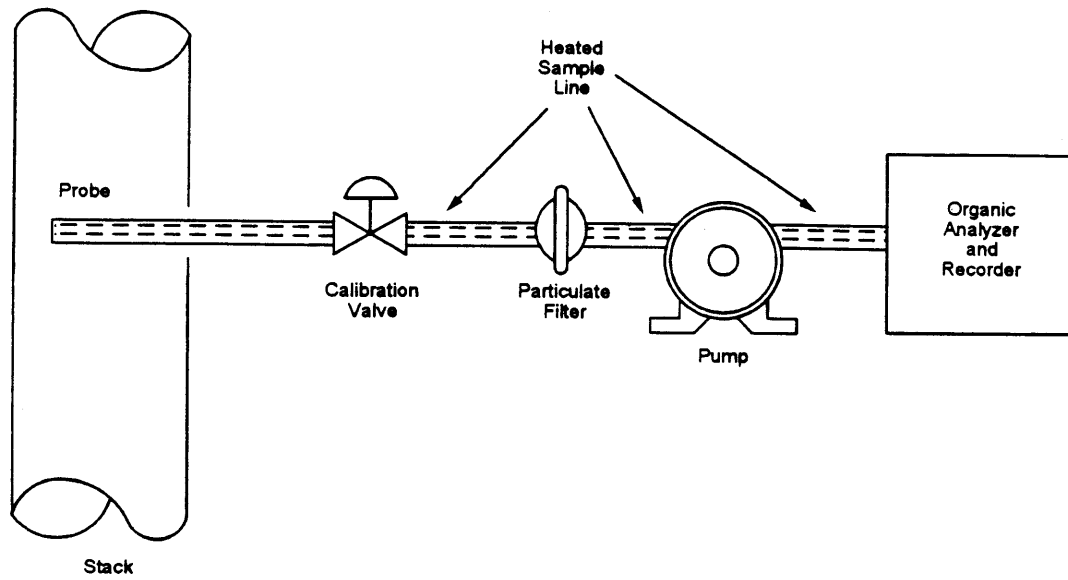 Heated
Sample
Line
Probe
Organic
Analyzer
and
Recorder
Calibration
Valve
Particulate
Filter
Pump
Stack